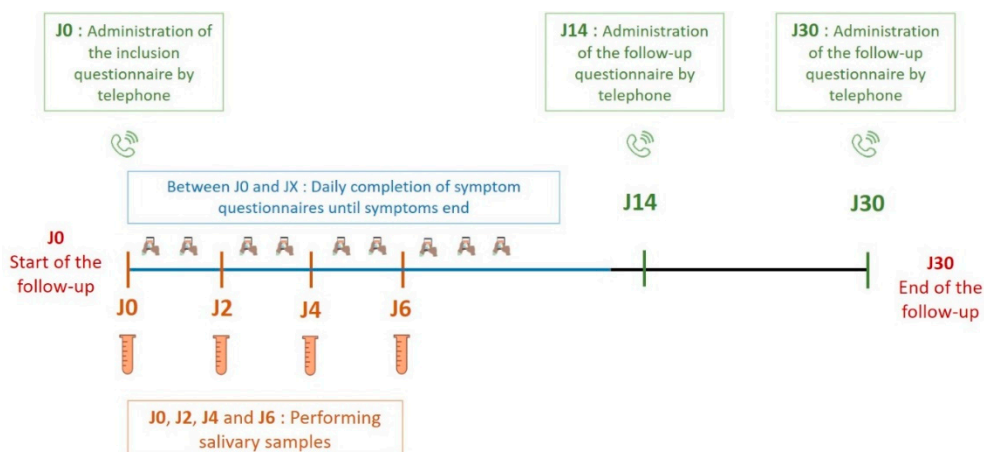 J0 : Administration of
the inclusion
questionnaire by
telephone
J14 : Administration
of the follow-up
questionnaire by
telephone
J30 : Administration
of the follow-up
questionnaire by
telephone
Between J0 and JX : Daily completion of symptom
questionnaires until symptoms end
J14
J30
J0
Start of the
follow-up
J30
End of the
follow-up
J0
J2
J4
J6
J0, J2, J4 and J6 : Performing
salivary samples